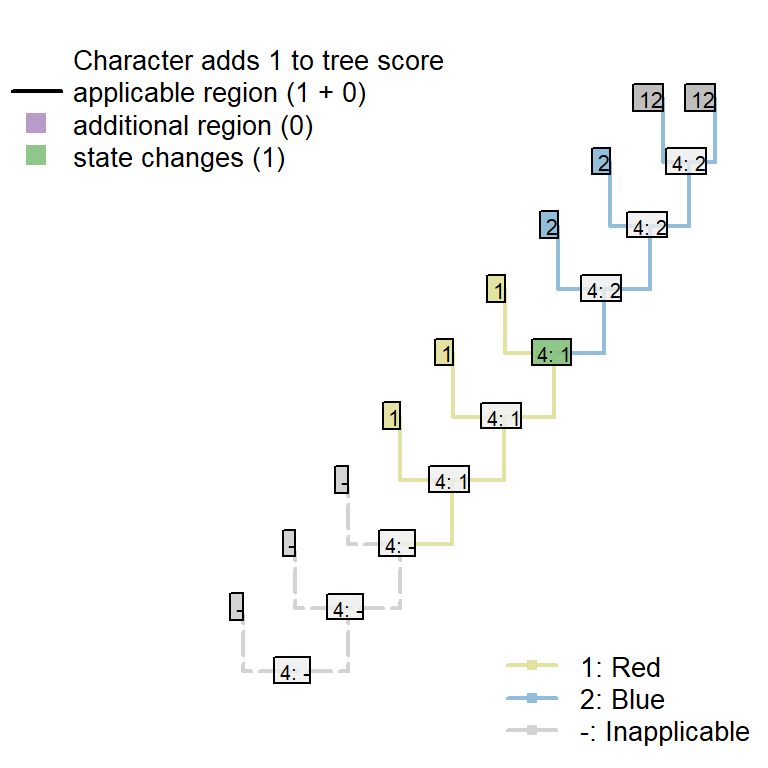 Character adds 1 to tree score
applicable region (1 + 0)
additional region (0)
state changes (1)
12 12
2 4: 2
2 4: 2
1 4: 2
1 4: 1
1 4: 1
- 4: 1
- 4: -
- 4: -
4: -
1: Red
2: Blue
-: Inapplicable